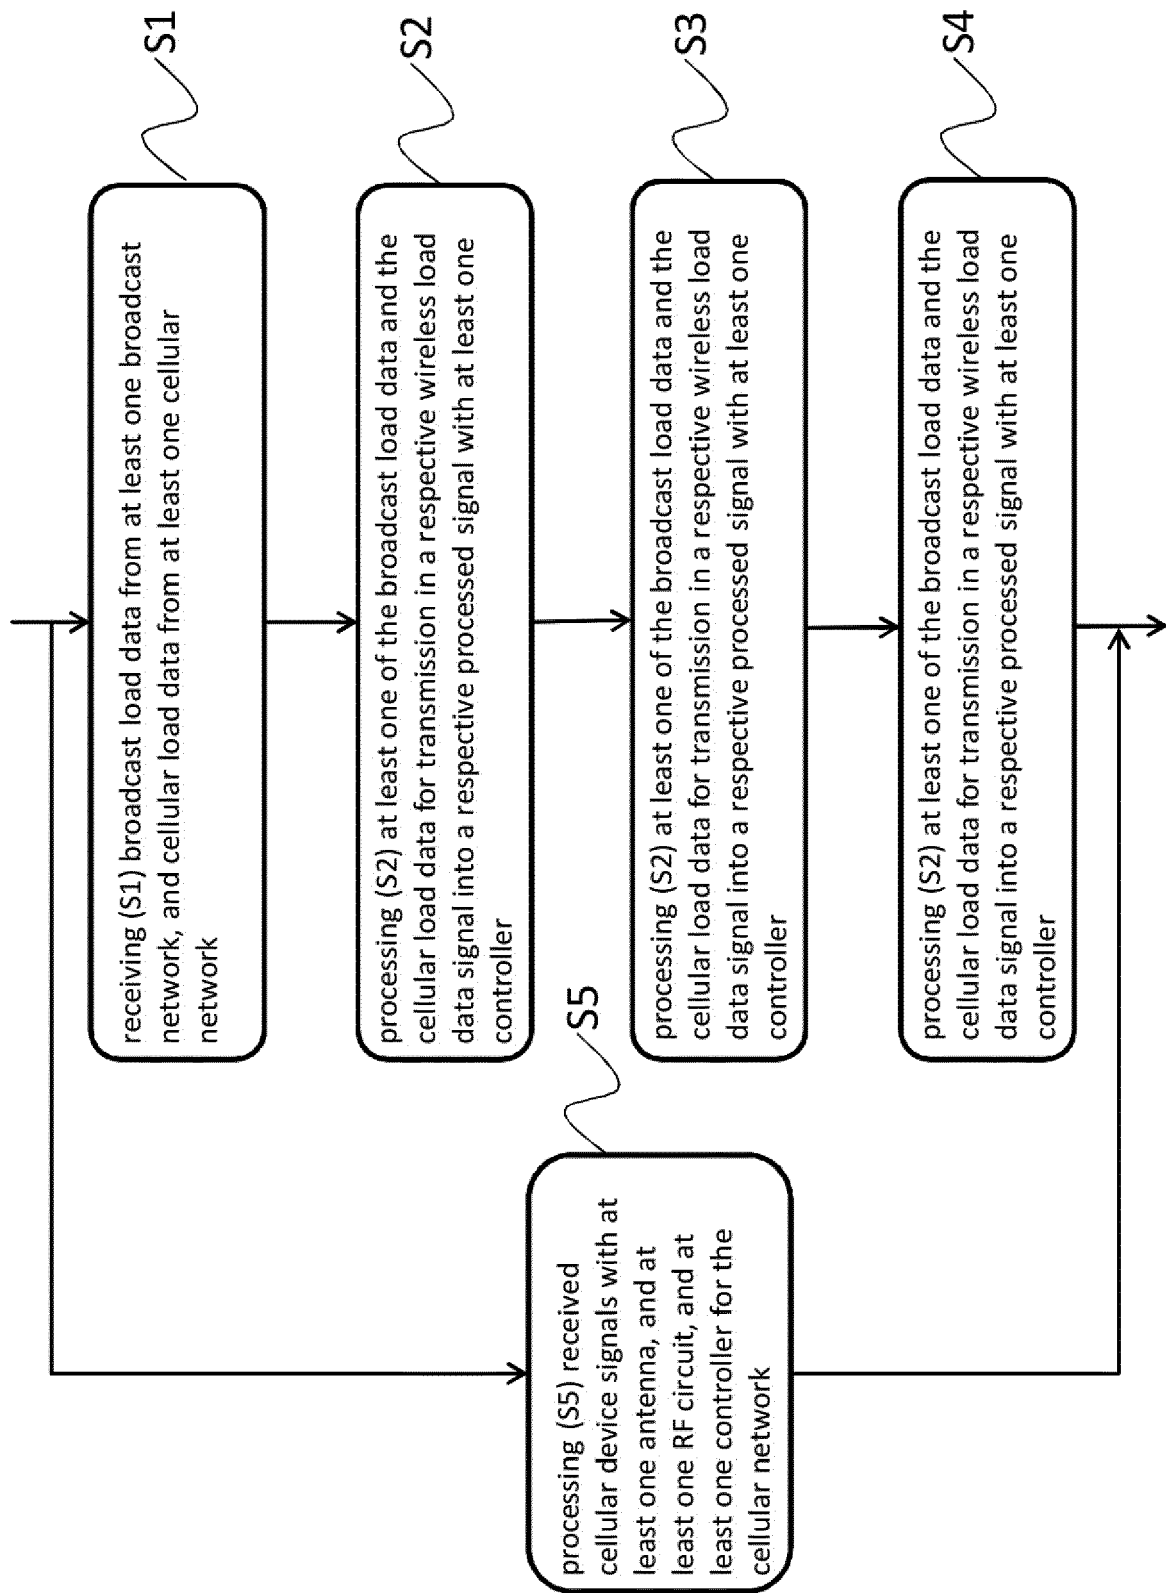 receiving (S1) broadcast load data from at least one broadcast
network, and cellular load data from at least one cellular
network
S1
processing (S2) at least one of the broadcast load data and the
cellular load data for transmission in a respective wireless load
data signal into a respective processed signal with at least one
controller
S2
processing (S2) at least one of the broadcast load data and the
cellular load data for transmission in a respective wireless load
data signal into a respective processed signal with at least one
controller
S3
processing (S2) at least one of the broadcast load data and the
cellular load data for transmission in a respective wireless load
data signal into a respective processed signal with at least one
controller
S4
processing (S5) received
cellular device signals with at
least one antenna, and at
least one RF circuit, and at
least one controller for the
cellular network
S5